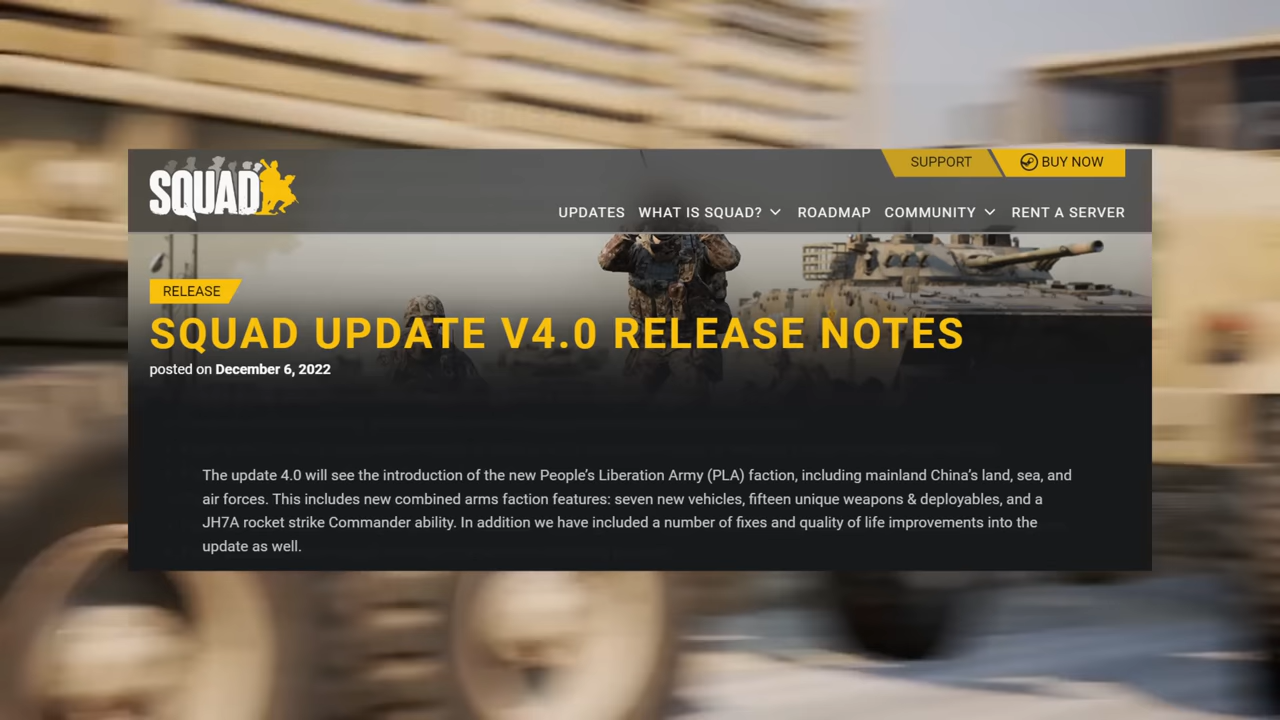 SQUAD
SUPPORT
BUY NOW
UPDATES WHAT IS SQUAD? ROADMAP COMMUNITY RENT A SERVER
RELEASE
SQUAD UPDATE V4.0 RELEASE NOTES
posted on December 6, 2022
The update 4.0 will see the introduction of the new People’s Liberation Army (PLA) faction, including mainland China’s land, sea, and
air forces. This includes new combined arms faction features: seven new vehicles, fifteen unique weapons & deployables, and a
JH7A rocket strike Commander ability. In addition we have included a number of fixes and quality of life improvements into the
update as well.